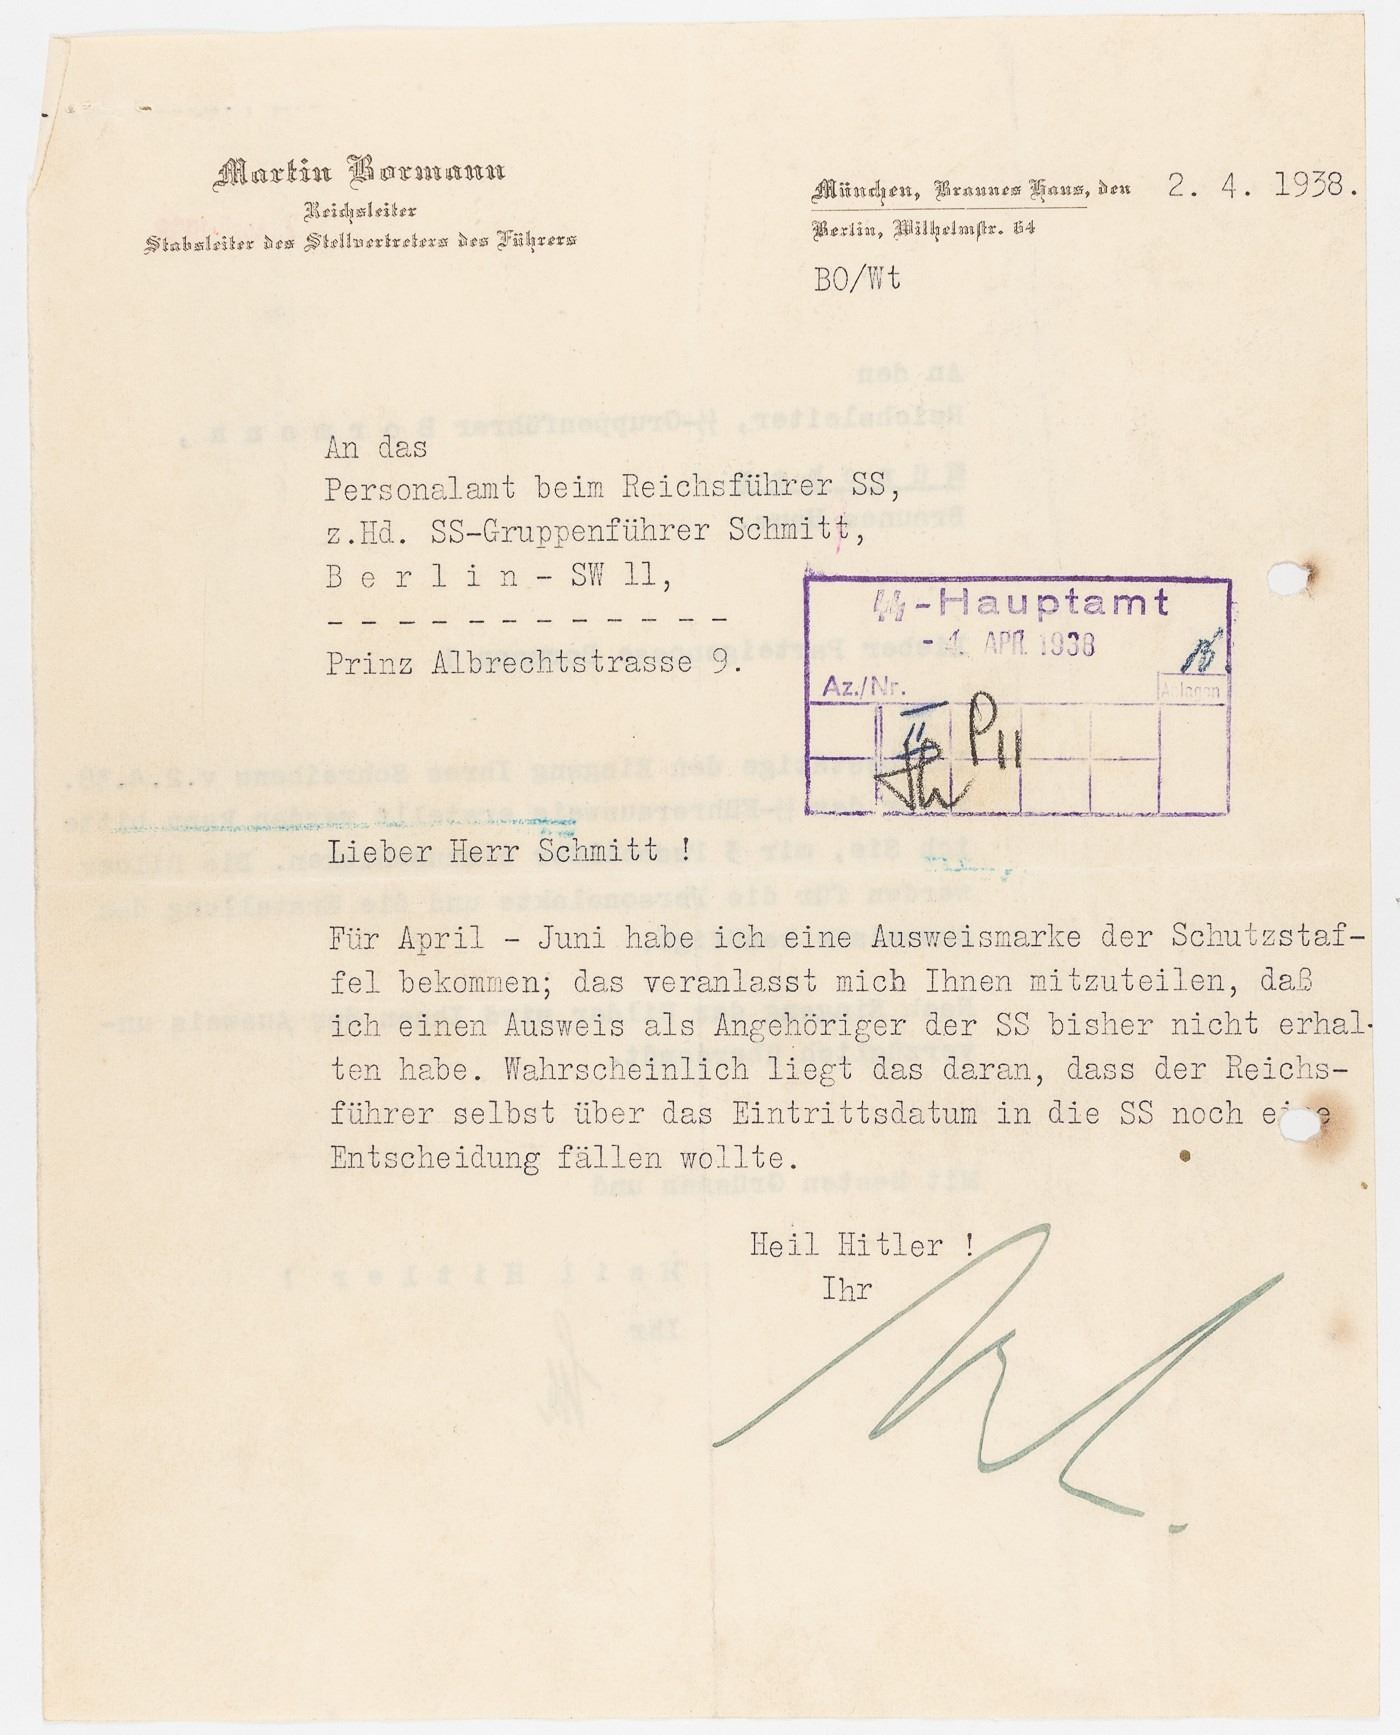 Martin Bormann
Reichsleiter
Stabsleiter des Stellvertreters des Führers
München, Braunes Haus, den 2. 4. 1938.
Berlin, Wilhelmstr. 64
BO/Wt
An das
Personalamt beim Reichsführer SS,
z.Hd. SS-Gruppenführer Schmitt,
B e r l i n - SW 11,
- - - - - - - - - - - -
Prinz Albrechtstrasse 9.
SS-Hauptamt
APR. 1938
Az./Nr.
Anlagen
II
P II
Lieber Herr Schmitt !
Für April - Juni habe ich eine Ausweismarke der Schutzstaf-
fel bekommen; das veranlasst mich Ihnen mitzuteilen, daß
ich einen Ausweis als Angehöriger der SS bisher nicht erhal-
ten habe. Wahrscheinlich liegt das daran, dass der Reichs-
führer selbst über das Eintrittsdatum in die SS noch eine
Entscheidung fällen wollte.
Heil Hitler !
Ihr